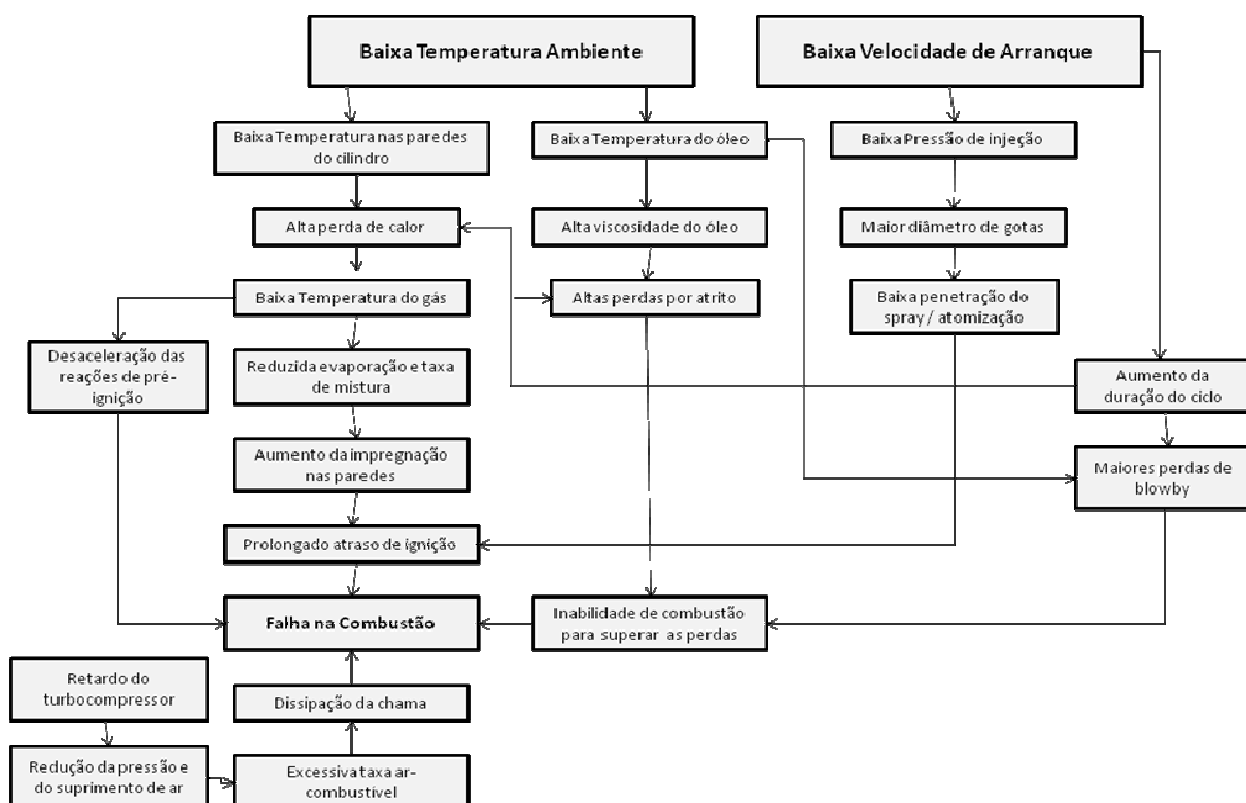 Baixa Temperatura Ambiente
Baixa Velocidade de Arranque
Baixa Temperatura nas paredes
do cilindro
Baixa Temperatura do óleo
Baixa Pressão de injeção
Alta perda de calor
Alta viscosidade do óleo
Maior diâmetro de gotas
Baixa Temperatura do gás
Altas perdas por atrito
Baixa penetração do
spray / atomização
Desaceleração das
reações de pré-
ignição
Reduzida evaporação e taxa
de mistura
Aumento da
duração do ciclo
Aumento da impregnação
nas paredes
Maiores perdas de
blowby
Prolongado atraso de ignição
Falha na Combustão
Inabilidade de combustão
para superar as perdas
Retardo do
turbocompressor
Dissipação da chama
Redução da pressão e
do suprimento de ar
Excessiva taxa ar-
combustível